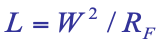 L = W² / R_F